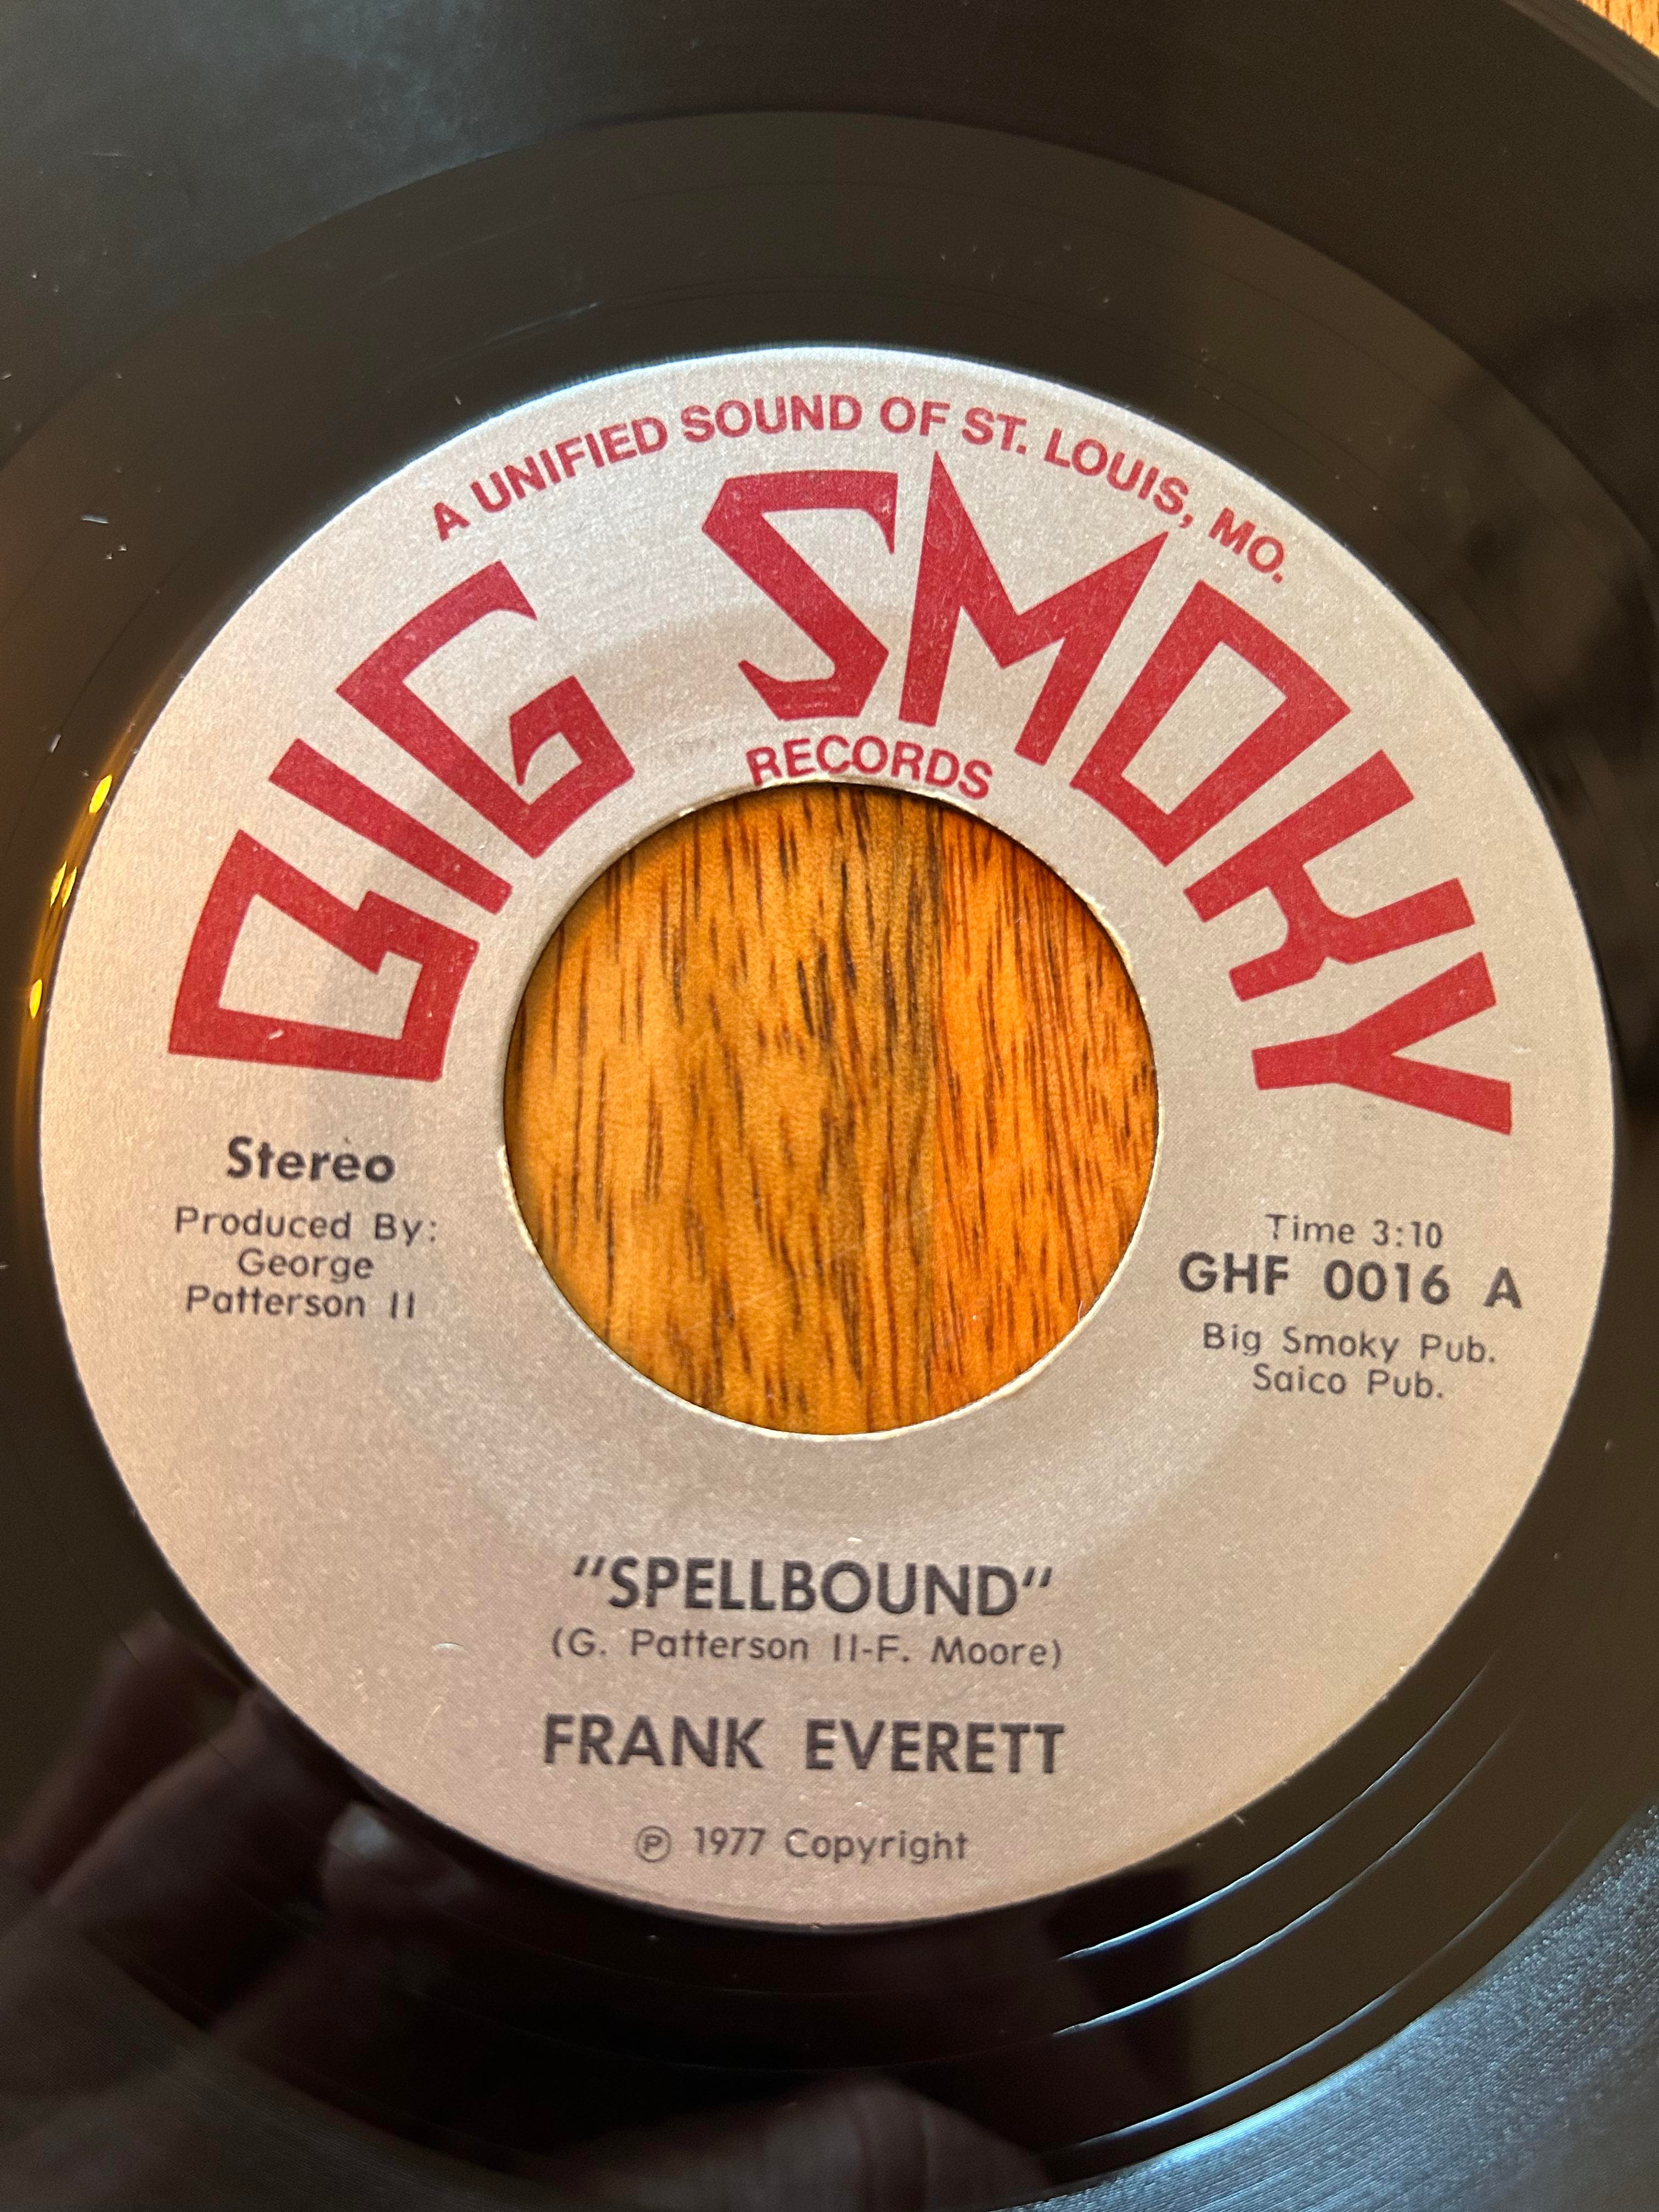 A UNIFIED SOUND OF ST. LOUIS, MO.
BIG SMOKY
RECORDS
Stereo
Produced By:
George
Patterson II
Time 3:10
GHF 0016 A
Big Smoky Pub.
Saico Pub.
"SPELLBOUND"
(G. Patterson II-F. Moore)
FRANK EVERETT
℗ 1977 Copyright